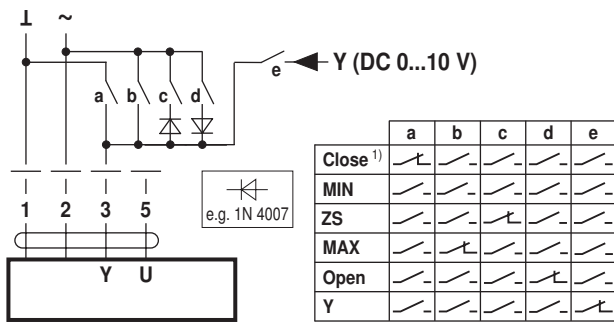 ⊥ ~
e Y (DC 0...10 V)
a b c d
1 2 3 5
e.g. 1N 4007
Y U
a b c d e
Close 1)
MIN
ZS
MAX
Open
Y